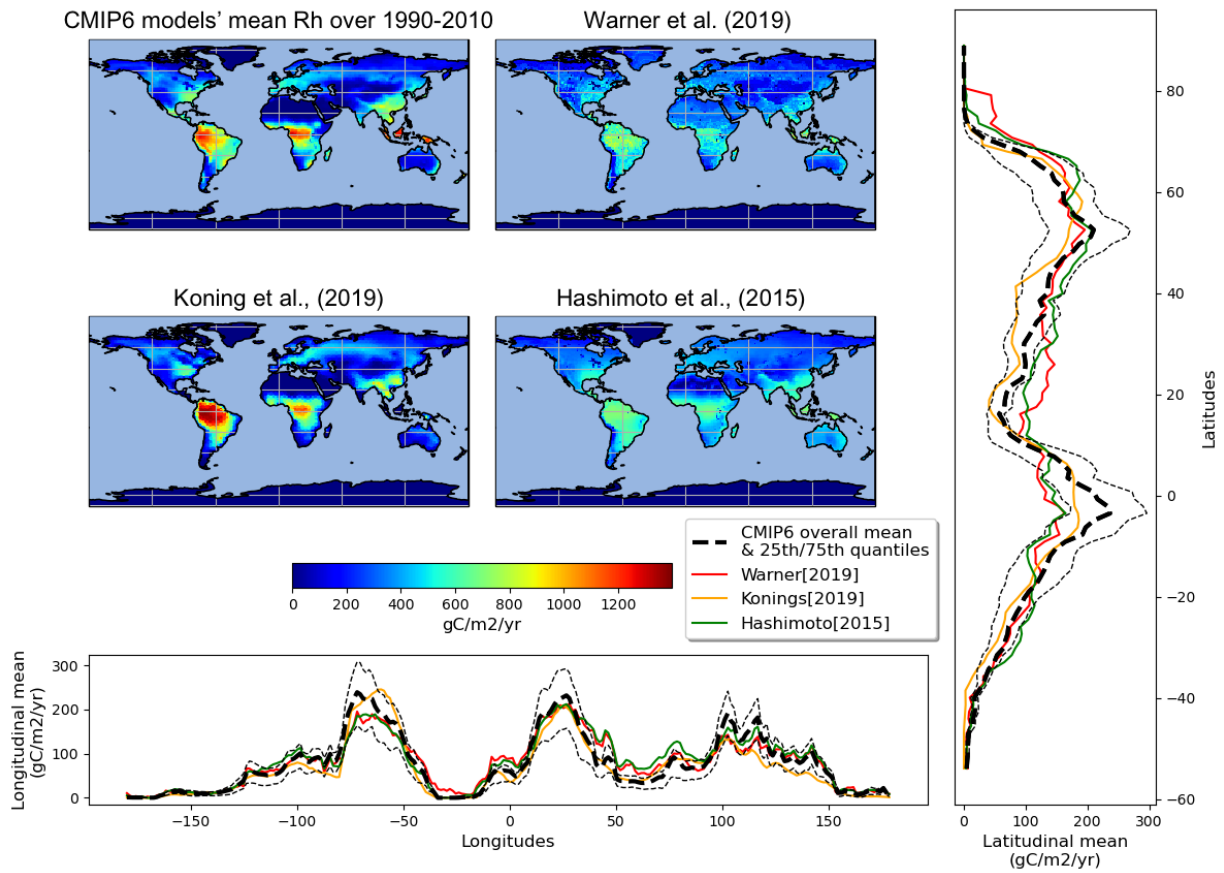 CMIP6 models' mean Rh over 1990-2010
Warner et al. (2019)
Koning et al., (2019)
Hashimoto et al., (2015)
0 200 400 600 800 1000 1200
gC/m2/yr
CMIP6 overall mean
& 25th/75th quantiles
Warner[2019]
Konings[2019]
Hashimoto[2015]
300
200
100
0
Longitudinal mean
(gC/m2/yr)
−150 −100 −50 0 50 100 150
Longitudes
80
60
40
20
0
−20
−40
−60
Latitudes
0 100 200 300
Latitudinal mean
(gC/m2/yr)